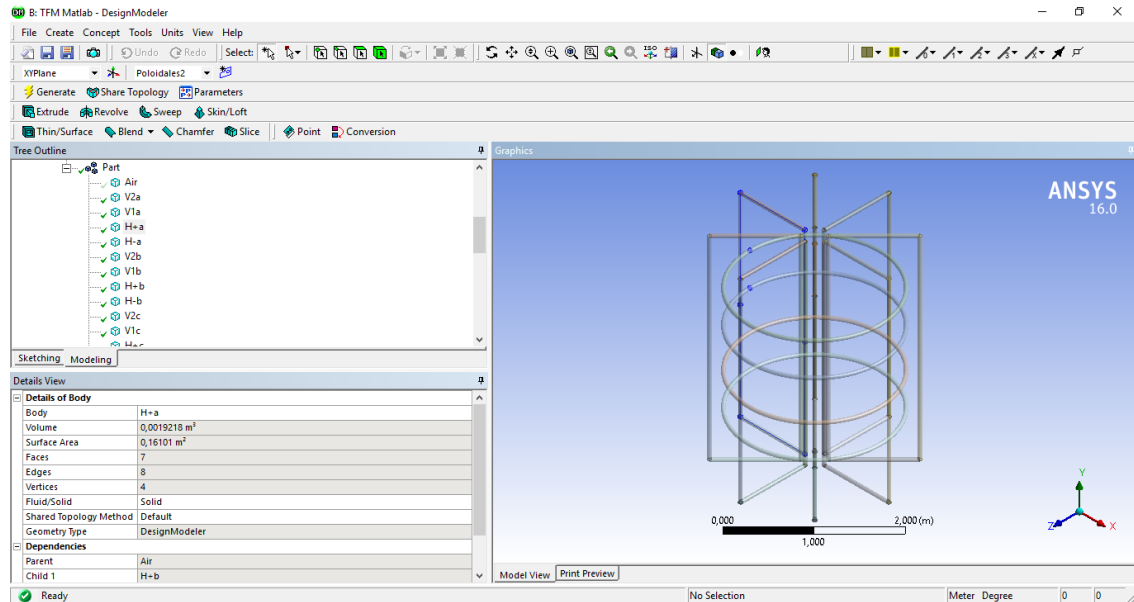 B: TFM Matlab - DesignModeler
File Create Concept Tools Units View Help
Undo Redo Select:
XYPlane Poloidales2
Generate Share Topology Parameters
Extrude Revolve Sweep Skin/Loft
Thin/Surface Blend Chamfer Slice Point Conversion
Tree Outline
Part
Air
V2a
V1a
H+a
H-a
V2b
V1b
H+b
H-b
V2c
V1c
H+c
Sketching Modeling
Details View
Details of Body
Body H+a
Volume 0,0019218 m³
Surface Area 0,16101 m²
Faces 7
Edges 8
Vertices 4
Fluid/Solid Solid
Shared Topology Method Default
Geometry Type DesignModeler
Dependencies
Parent Air
Child 1 H+b
Graphics
ANSYS
16.0
0,000 2,000 (m)
1,000
Y
Z X
Model View Print Preview
Ready No Selection Meter Degree 0 0